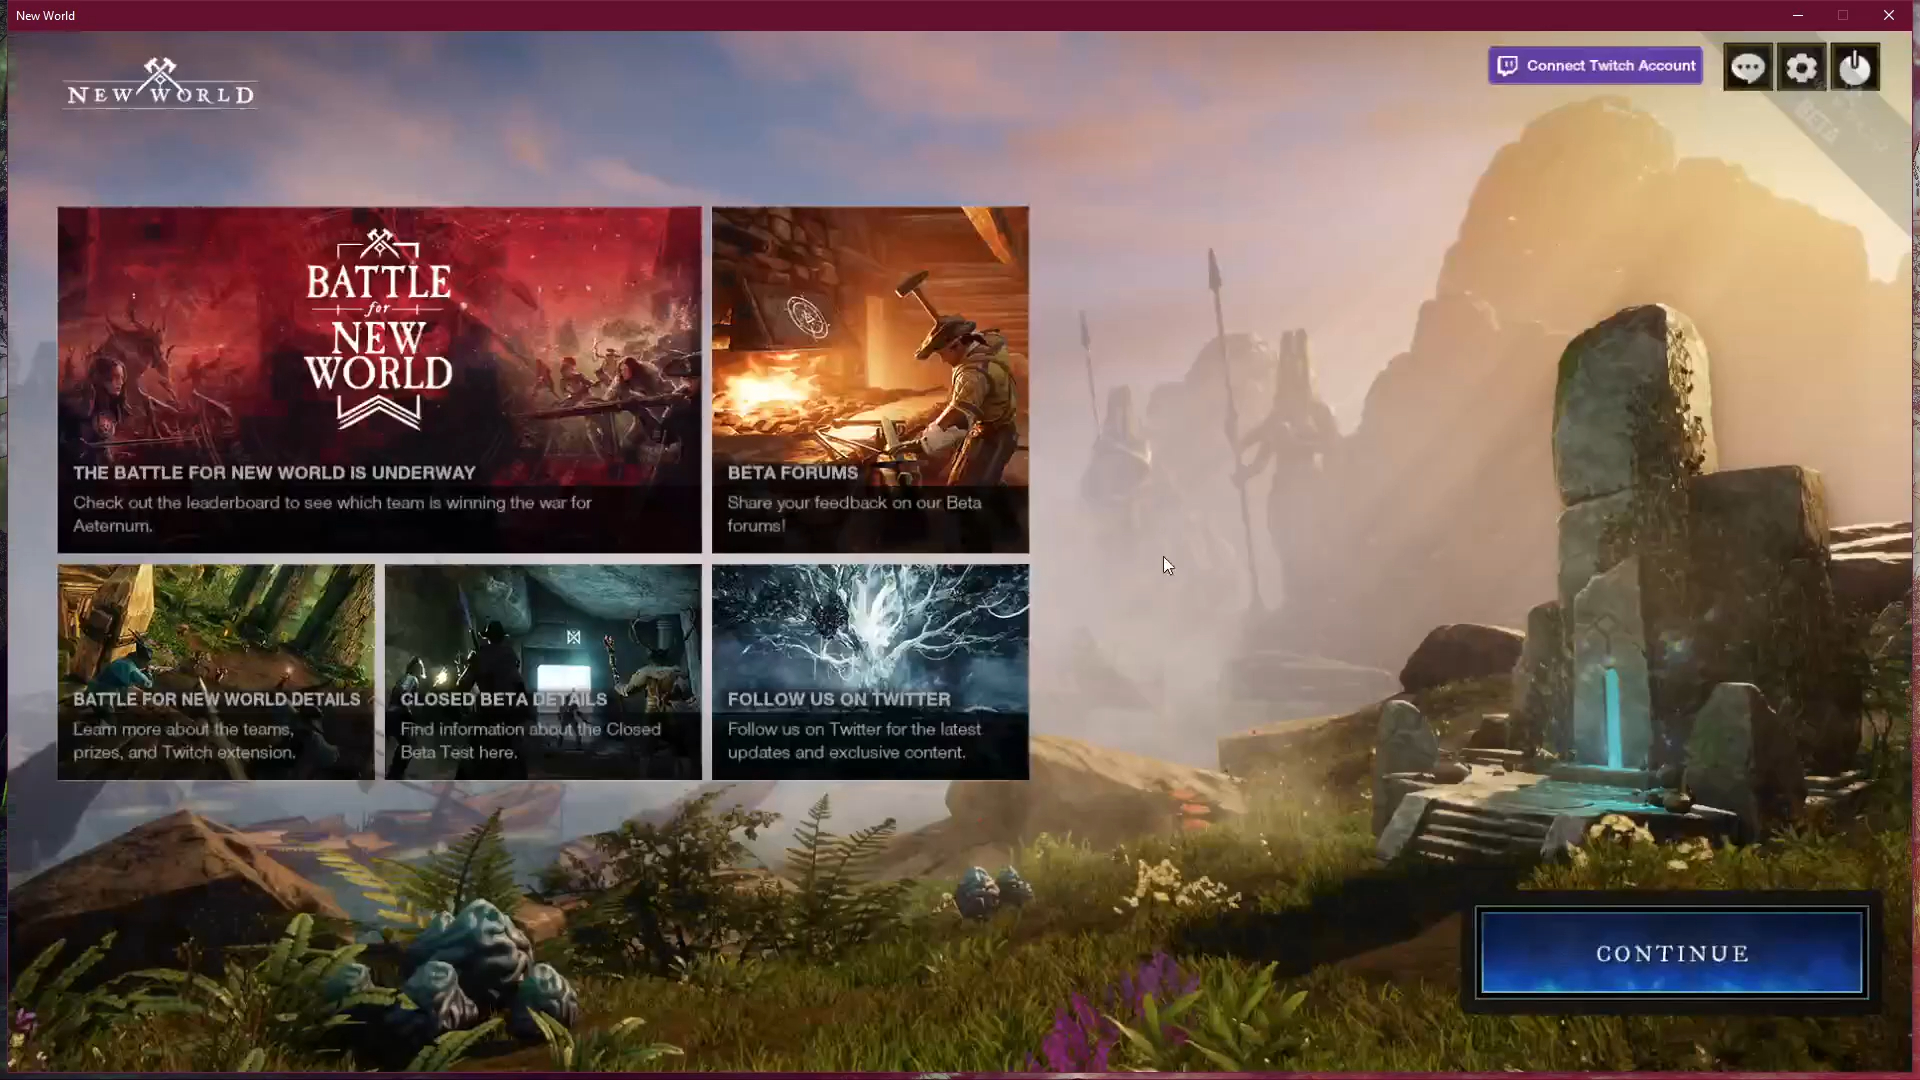 New World
NEW WORLD
Connect Twitch Account
BETA
BATTLE
for
NEW
WORLD
THE BATTLE FOR NEW WORLD IS UNDERWAY
Check out the leaderboard to see which team is winning the war for
Aeternum.
BETA FORUMS
Share your feedback on our Beta
forums!
BATTLE FOR NEW WORLD DETAILS
Learn more about the teams,
prizes, and Twitch extension.
CLOSED BETA DETAILS
Find information about the Closed
Beta Test here.
FOLLOW US ON TWITTER
Follow us on Twitter for the latest
updates and exclusive content.
CONTINUE